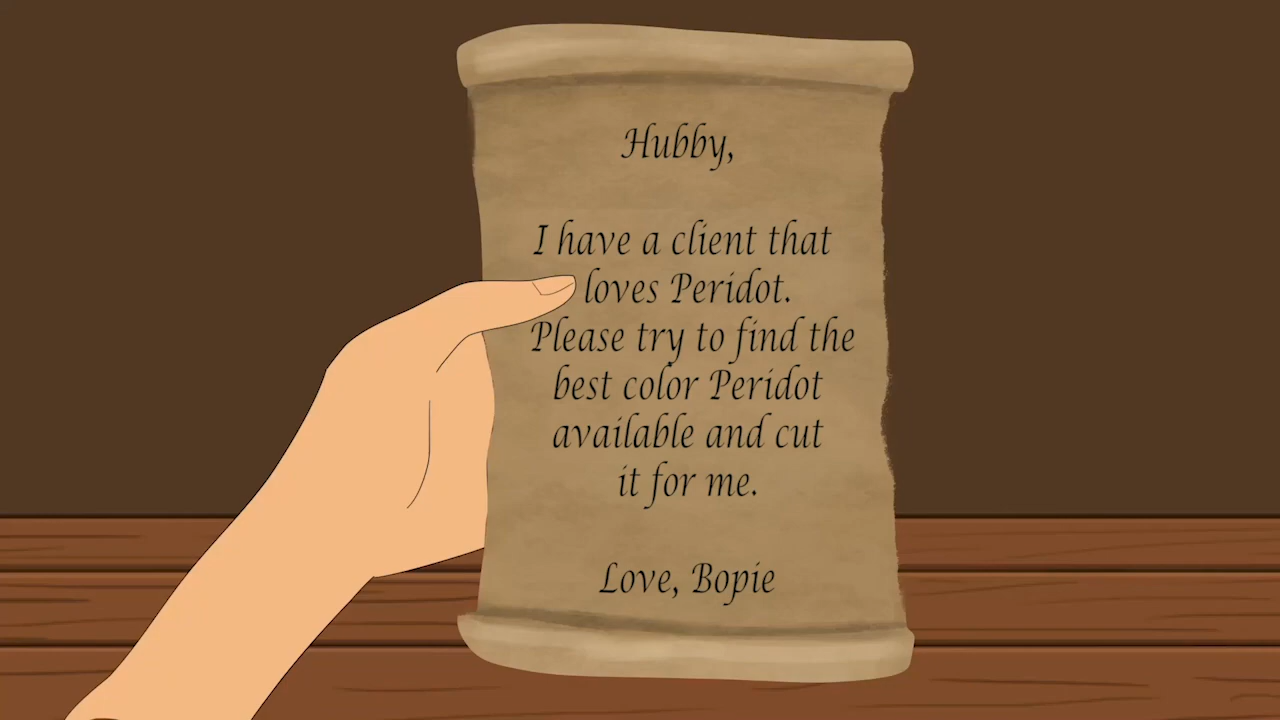 Hubby,
I have a client that
loves Peridot.
Please try to find the
best color Peridot
available and cut
it for me.
Love, Bopie